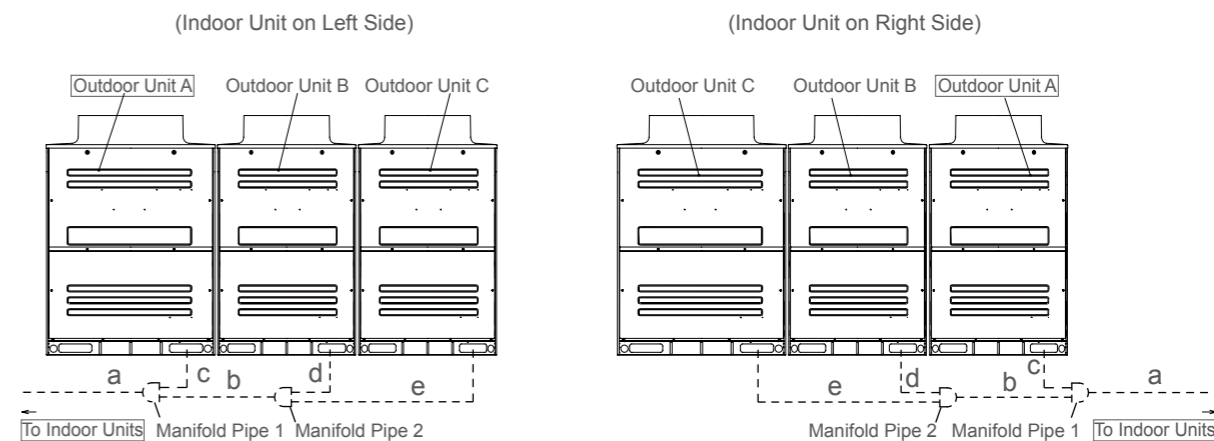 (Indoor Unit on Left Side)
Outdoor Unit A Outdoor Unit B Outdoor Unit C
a c b d e
To Indoor Units Manifold Pipe 1 Manifold Pipe 2
(Indoor Unit on Right Side)
Outdoor Unit C Outdoor Unit B Outdoor Unit A
e d b c a
Manifold Pipe 2 Manifold Pipe 1 To Indoor Units